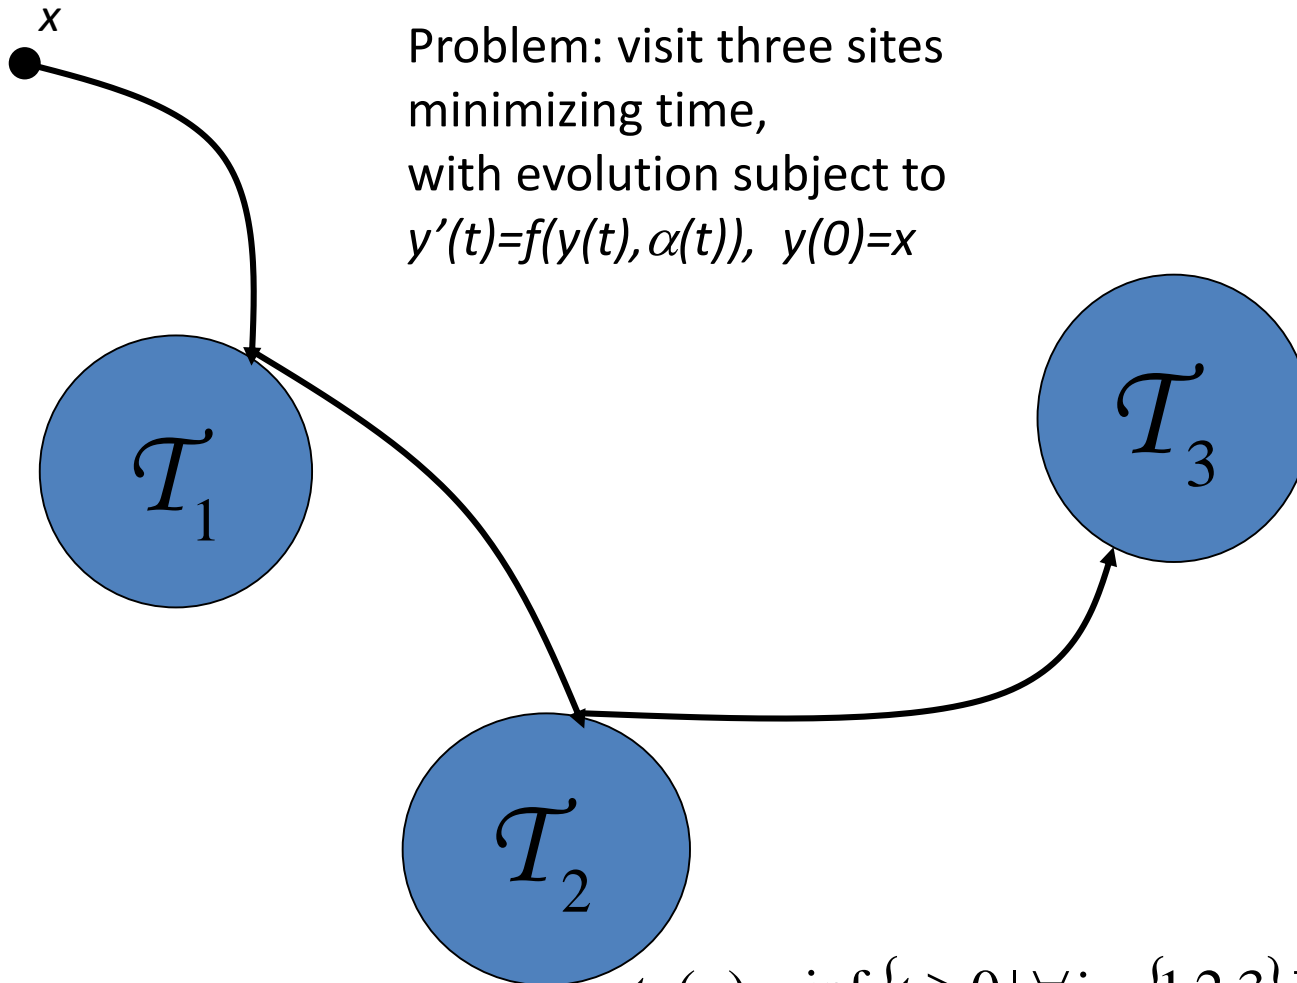 x
Problem: visit three sites
minimizing time,
with evolution subject to
y’(t)=f(y(t),α(t)), y(0)=x
𝒯₁
𝒯₃
𝒯₂